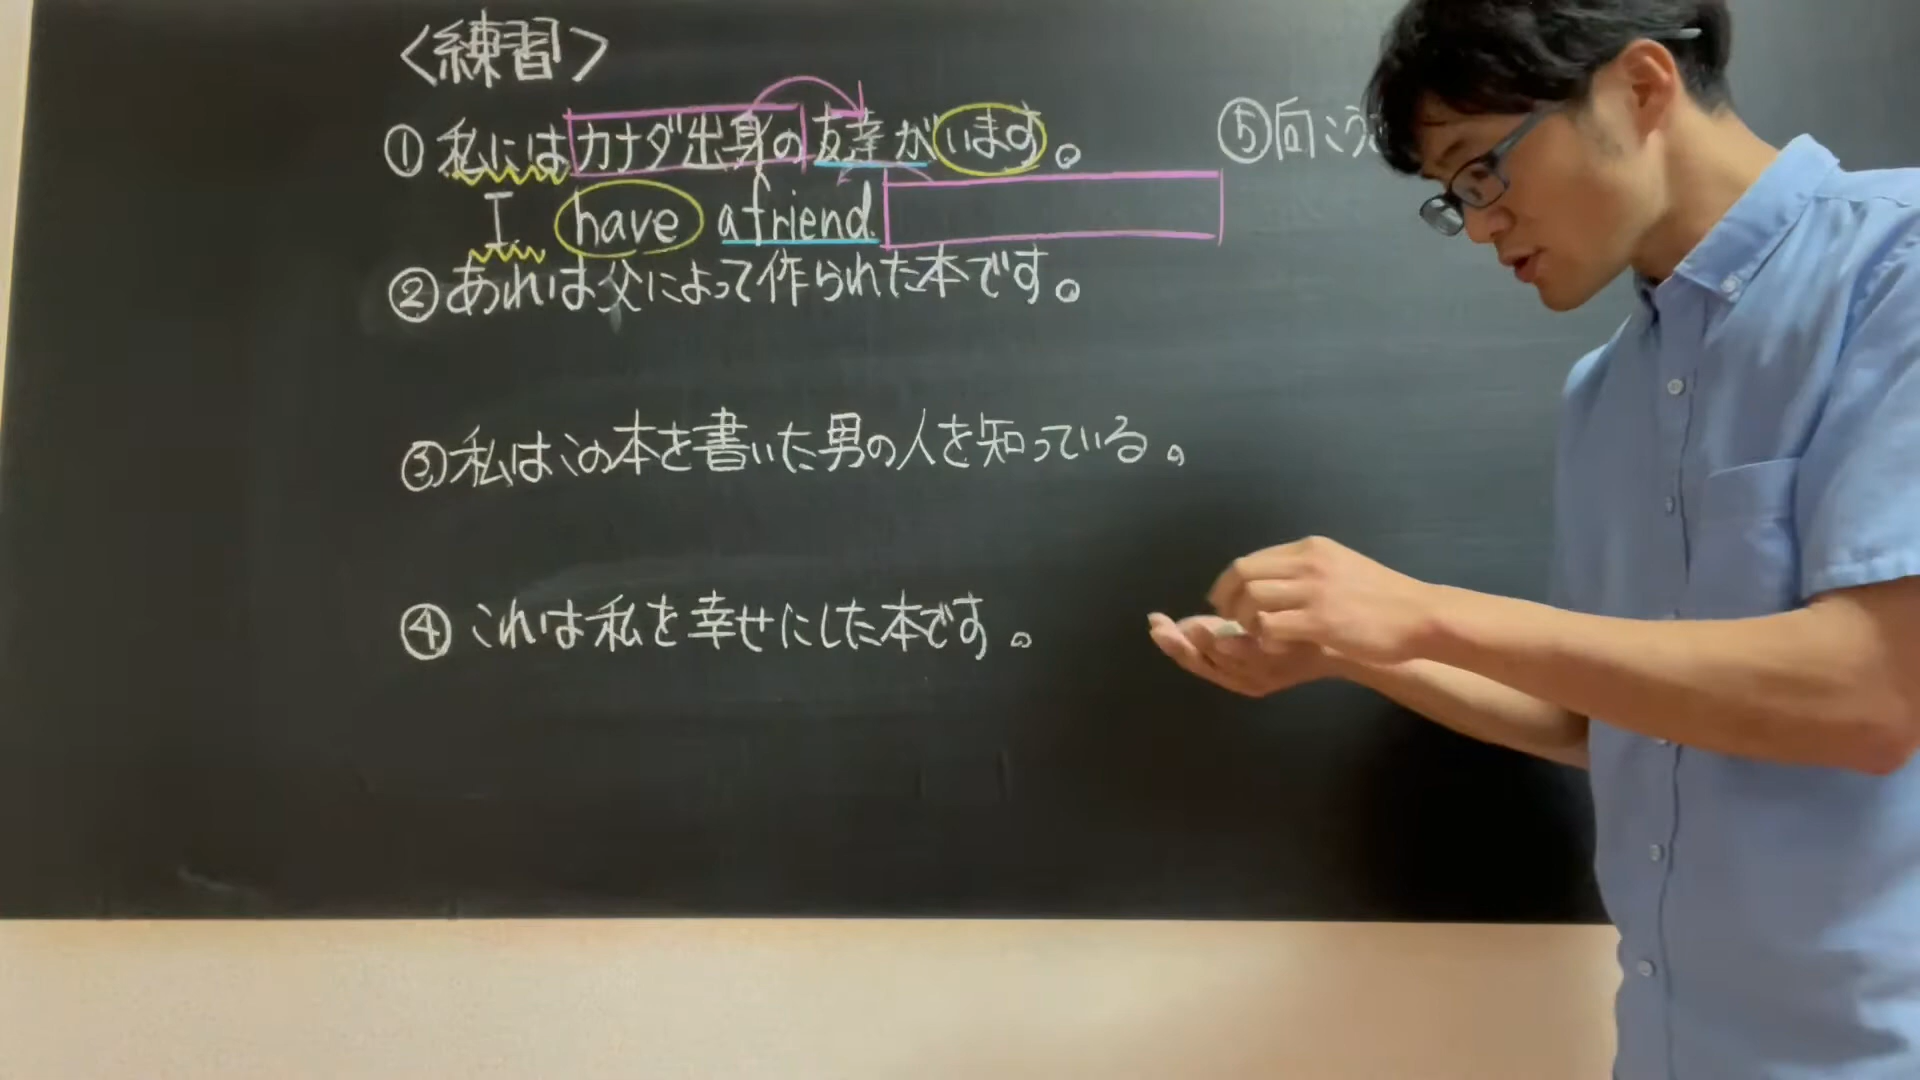 <練習>
①私にはカナダ出身の友達がいます。
I have a friend.
②あれは父によって作られた本です。
③私はこの本を書いた男の人を知っている。
④これは私を幸せにした本です。
⑤向こう